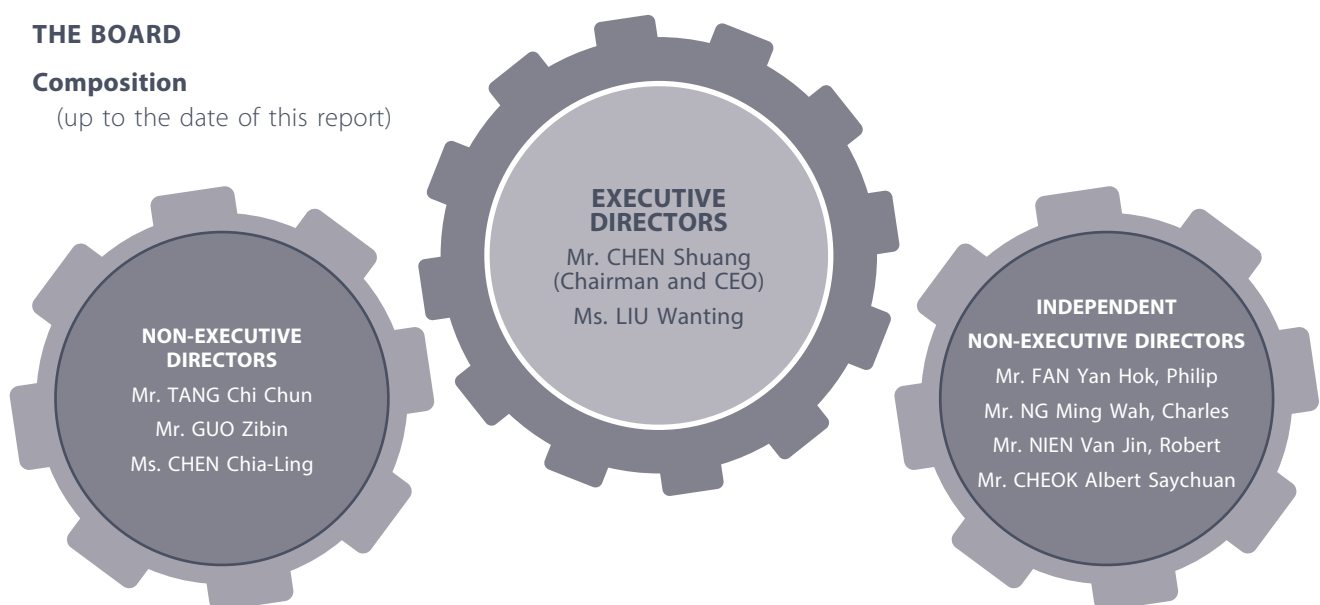 THE BOARD
Composition
(up to the date of this report)
EXECUTIVE
DIRECTORS
Mr. CHEN Shuang
(Chairman and CEO)
Ms. LIU Wanting
NON-EXECUTIVE
DIRECTORS
Mr. TANG Chi Chun
Mr. GUO Zibin
Ms. CHEN Chia-Ling
INDEPENDENT
NON-EXECUTIVE DIRECTORS
Mr. FAN Yan Hok, Philip
Mr. NG Ming Wah, Charles
Mr. NIEN Van Jin, Robert
Mr. CHEOK Albert Saychuan